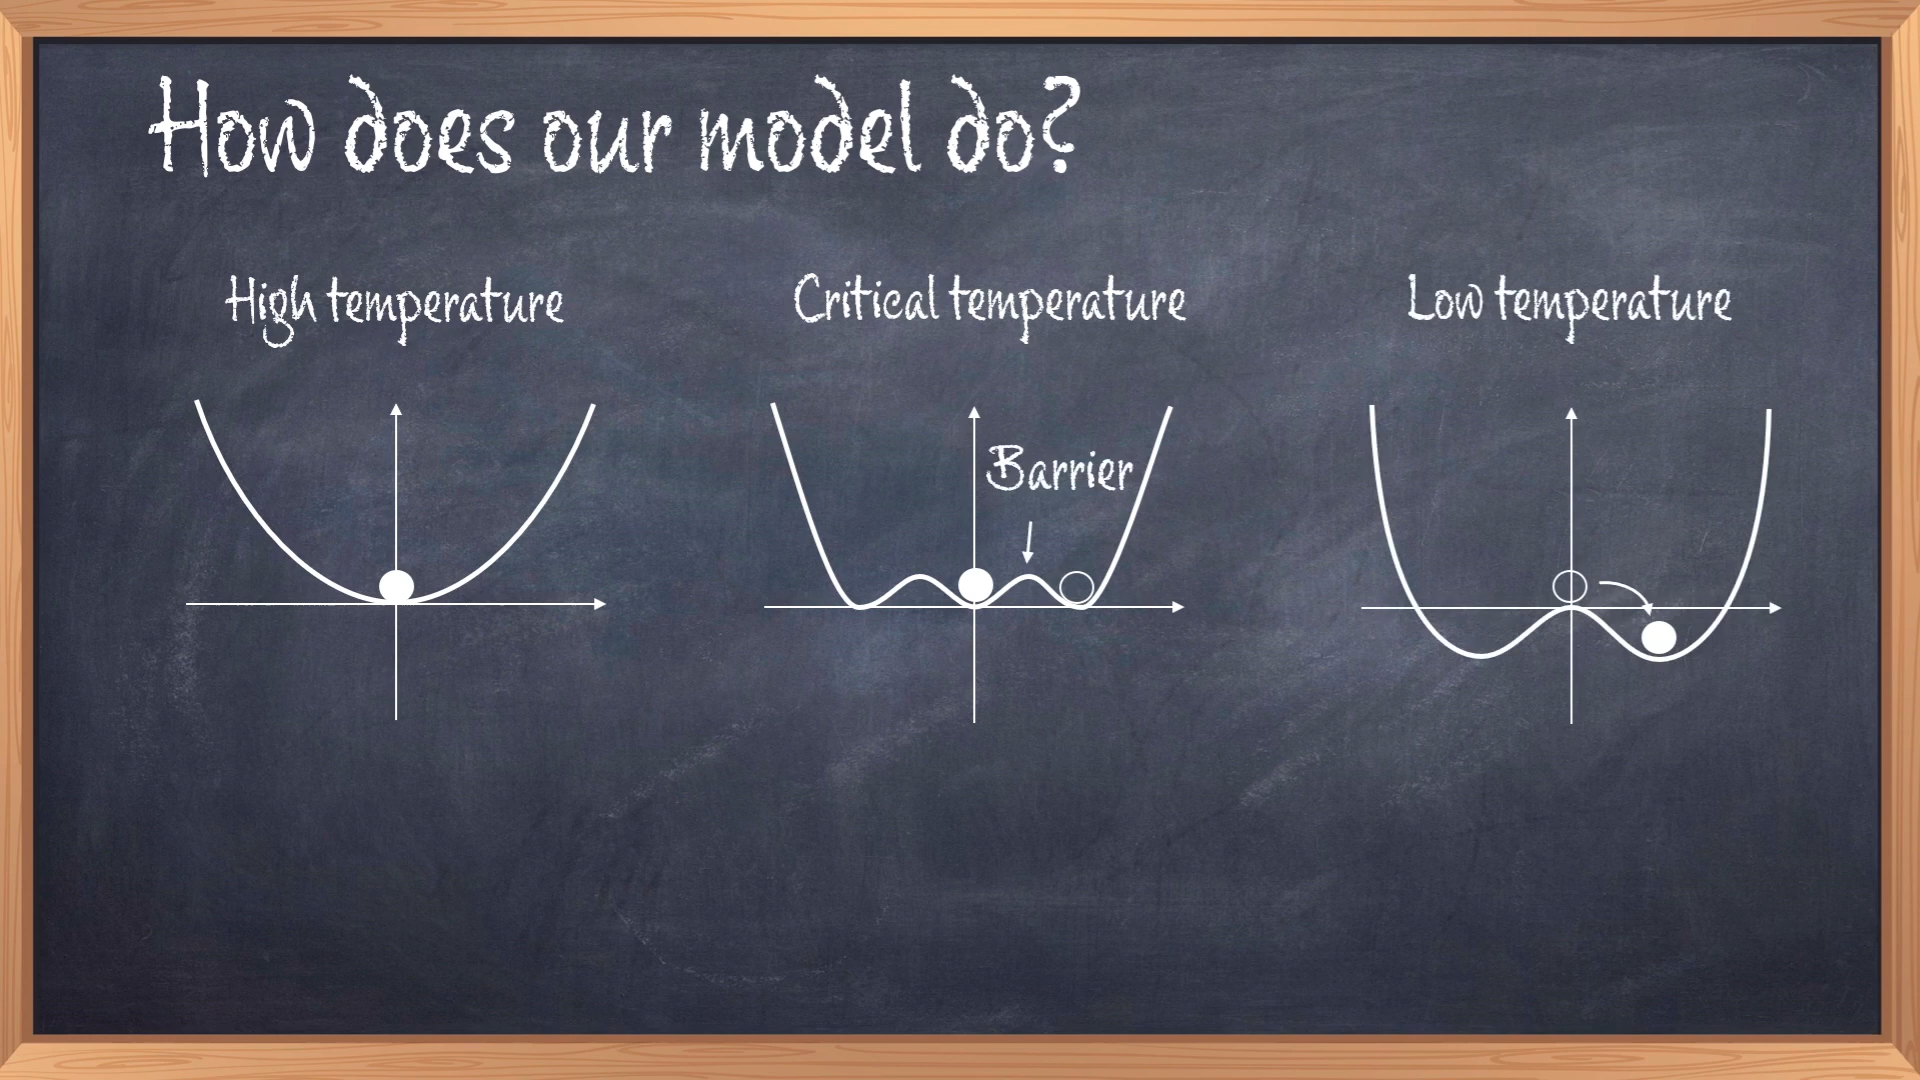 How does our model do?
High temperature
Critical temperature
Low temperature
Barrier